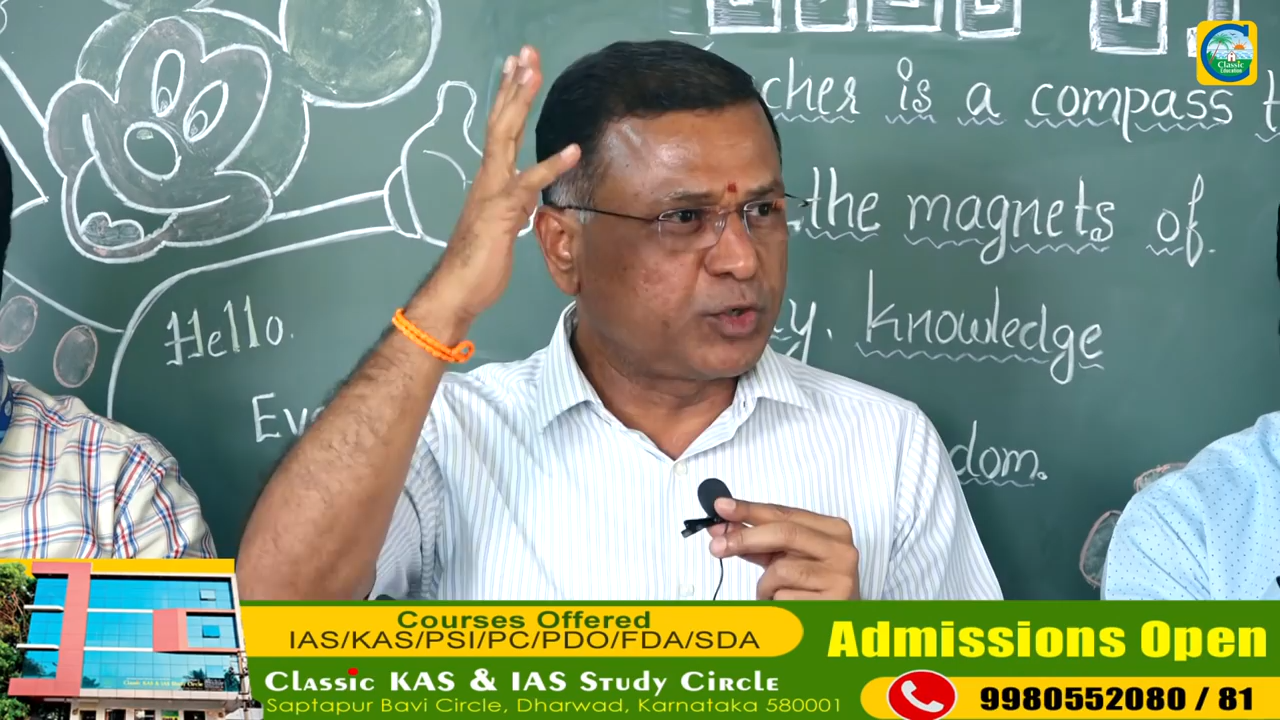 Classic
Education
cher is a compass
the magnets of
y. knowledge
dom.
Hello.
Courses Offered
IAS/KAS/PSI/PC/PDO/FDA/SDA
Admissions Open
Classic KAS & IAS Study Circle
Saptapur Bavi Circle, Dharwad, Karnataka 580001
9980552080 / 81